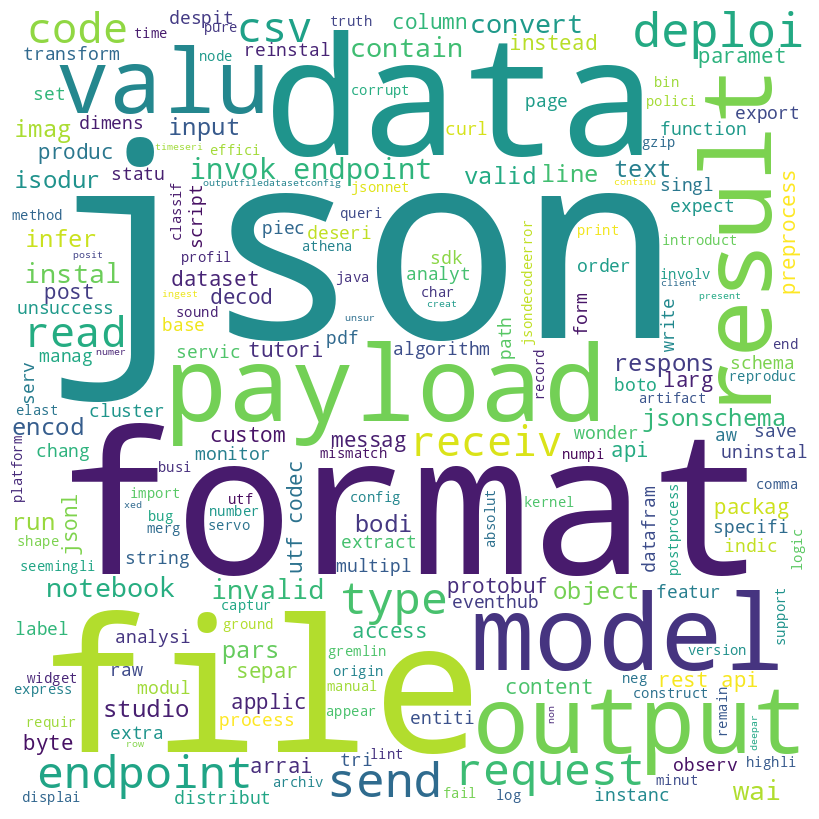 despit
time pure truth
code csv column convert deploi
transform node reinstal contain instead paramet
valu data
set corrupt page bin polici
imag dimens input curl function export
produc timeseri effici gzip
isodur statu invok endpoint valid line text singl result
outputfiledatasetconfig continu
method classif script piec queri jsonnet expect preprocess
infer deseri print introduct
posit profil athena sdk order involv
instal json analyt
post dataset java char client
unsuccess base decod ingest creat present
sound unsur form write
read serv pdf path jsondecodeerror end
manag numer servic tutori algorithm record respons schema
elast payload boto larg reproduc
cluster artifact
encod custom messag receiv wonder jsonschema
chang monitor mismatch numpi api aw save uninstal
platform busi format comma
jsonl import utf config kernel packag
run xed bug number utf codec absolut datafram postprocess specifi
shape merg servo bodi indic logic
seemingli string extract multipl
notebook invalid type protobuf object featur
captur eventhub
label ground access model support
analysi pars file gremlin version
widget raw separ origin content rest api
express modul manual neg construct
studio applic appear entiti output remain
requir extra process non deepar
byte row tri lint observ highli
endpoint arrai send request minut
archiv fail log instanc wai
displai distribut